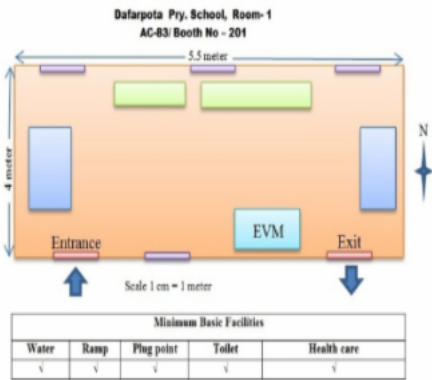 Dafarpota Pry. School, Room- 1
AC-83/ Booth No - 201
5.5 meter
4 meter
N
EVM
Entrance
Exit
Scale 1 cm = 1 meter
Minimum Basic Facilities
Water Ramp Plug point Toilet Health care
√ √ √ √ √